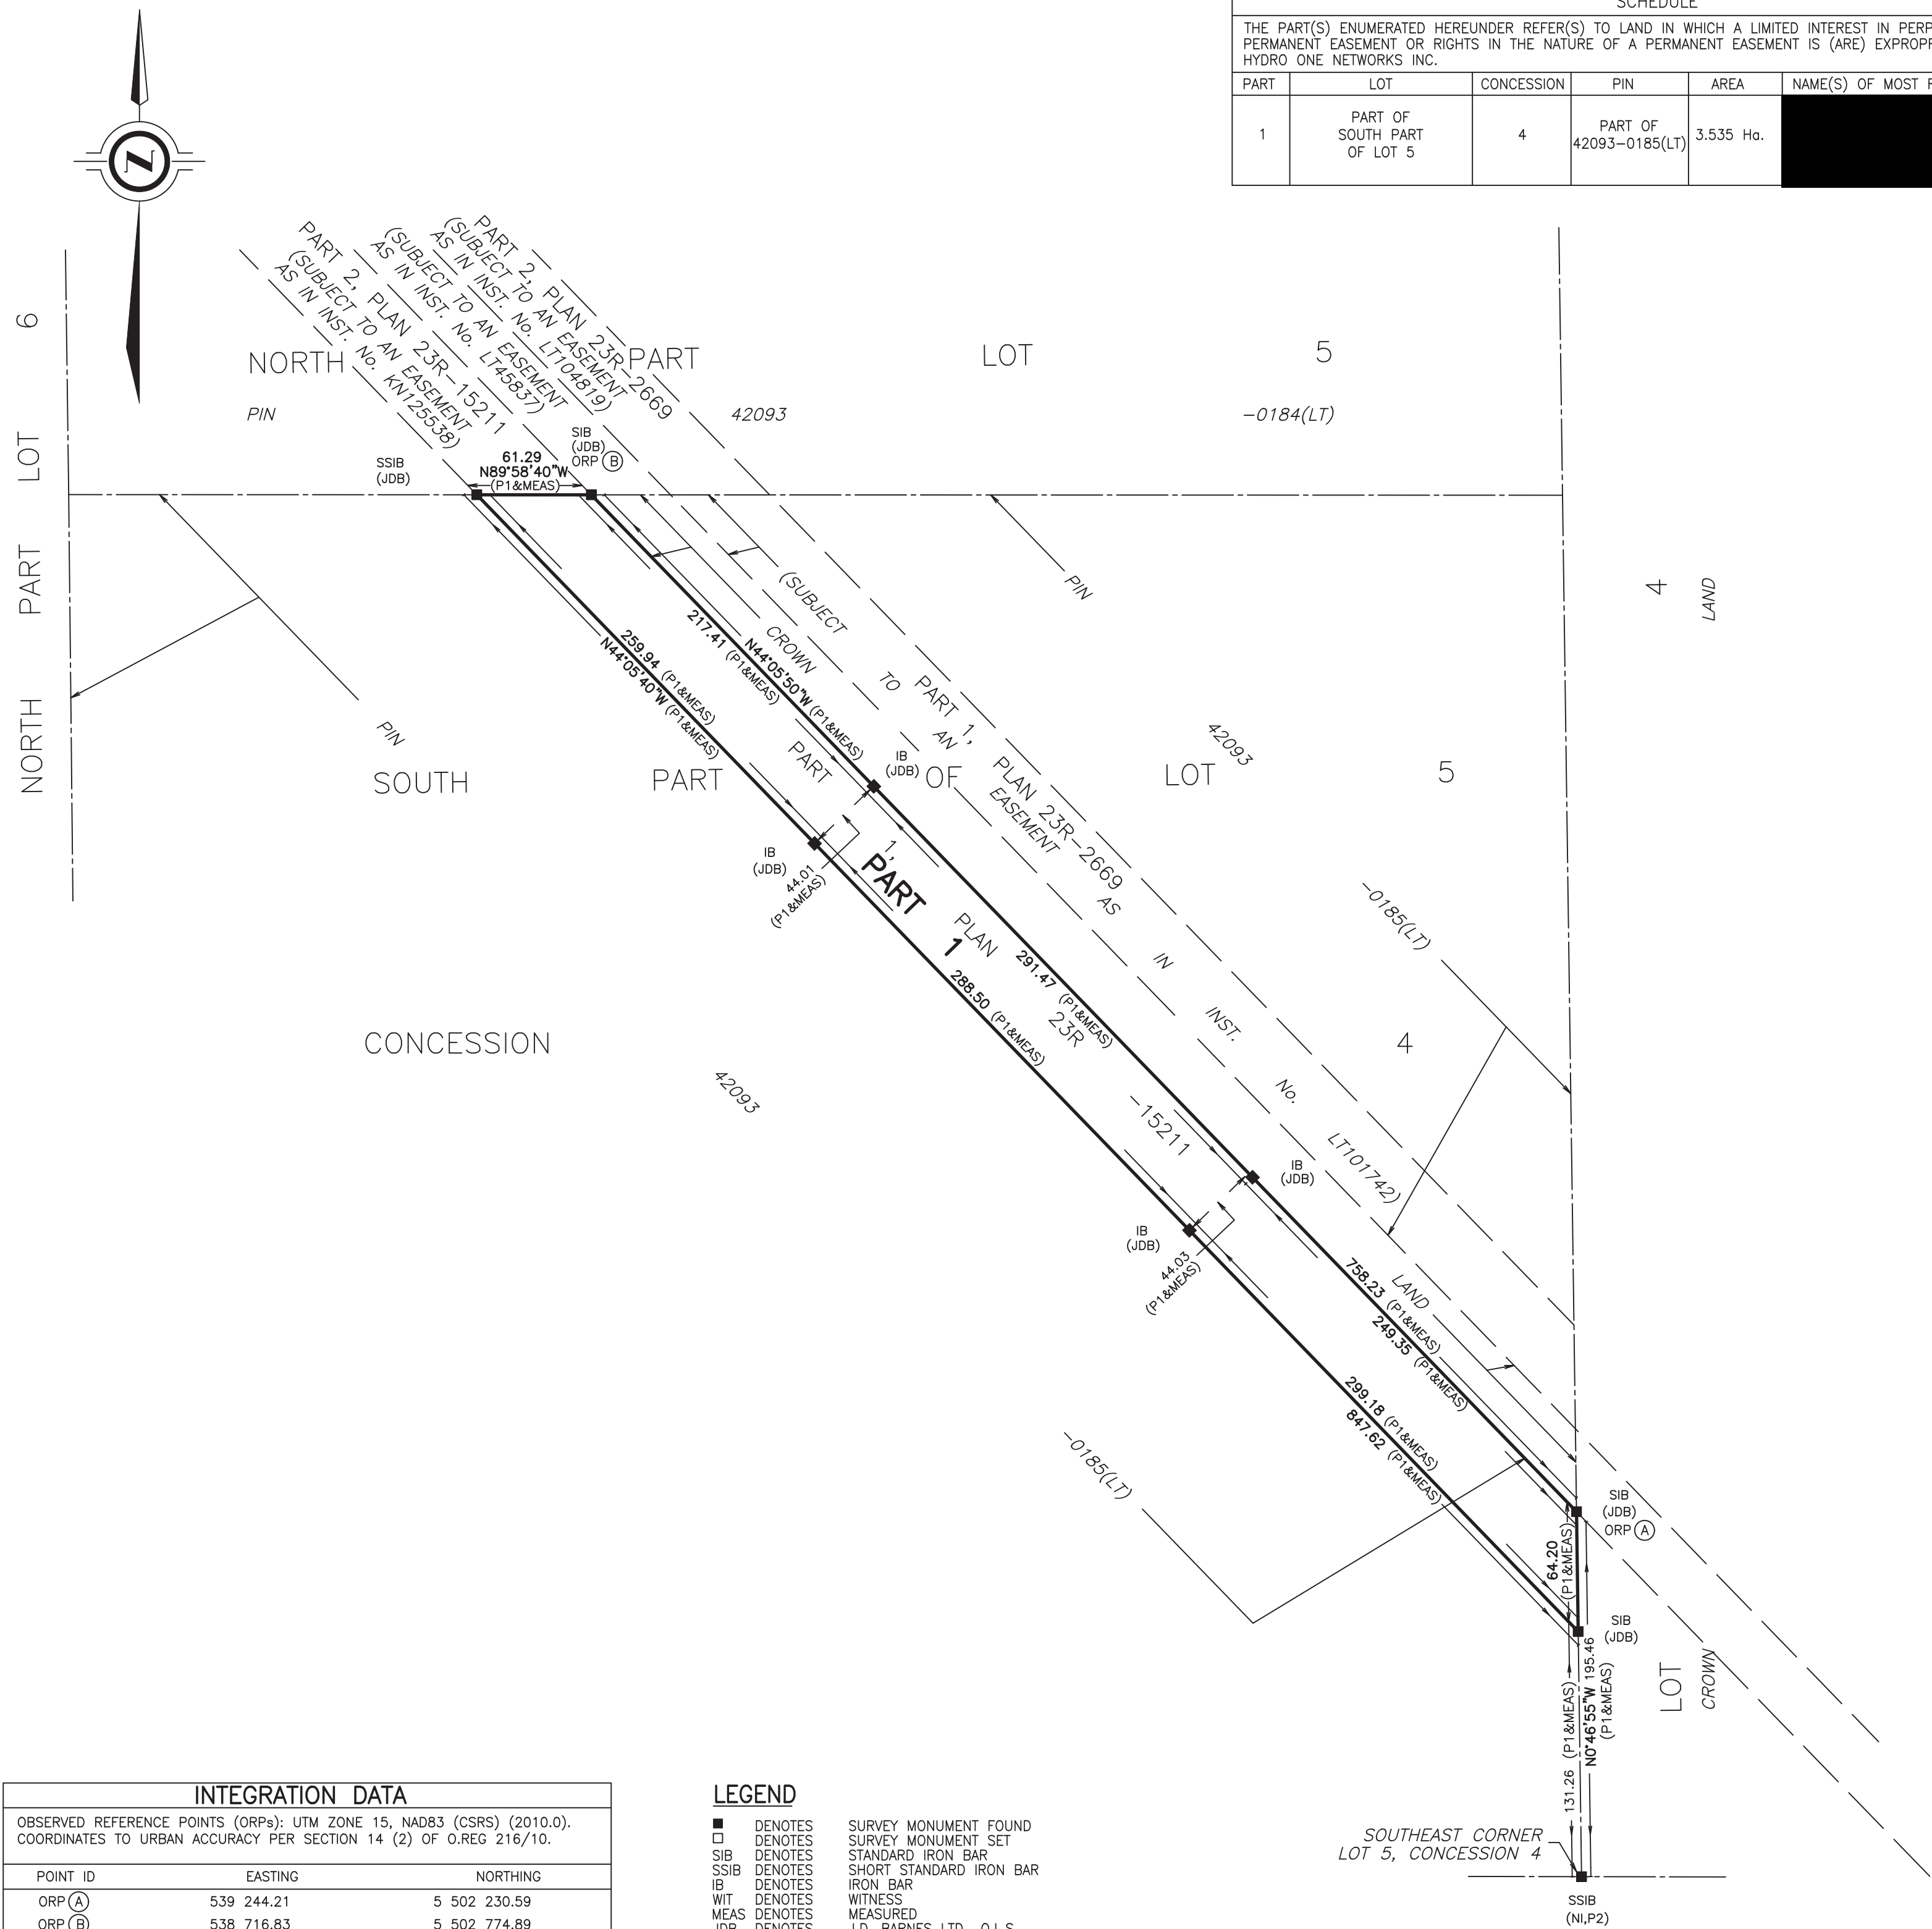 SCHEDULE
THE PART(S) ENUMERATED HEREUNDER REFER(S) TO LAND IN WHICH A LIMITED INTEREST IN
PERMANENT EASEMENT OR RIGHTS IN THE NATURE OF A PERMANENT EASEMENT IS (ARE)
HYDRO ONE NETWORKS INC.
PART LOT CONCESSION PIN AREA NAME(S) OF MOST
1 PART OF SOUTH PART OF LOT 5 4 PART OF 42093-0185(LT) 3.535 Ha.
N
PART 2, PLAN 23R-15211
(SUBJECT TO AN EASEMENT
AS IN INST. No. KN125538)
(SUBJECT TO AN EASEMENT
AS IN INST. No. LT45837)
PART 2, PLAN 23R-2669
(SUBJECT TO AN EASEMENT
AS IN INST. No. LT104819)
NORTH PART LOT 6
NORTH PART LOT 5
PIN 42093 -0184(LT)
SSIB
(JDB)
61.29
N89°58'40"W
(P1&MEAS)
SIB
(JDB)
ORP B
PIN
PIN
4
LAND
(SUBJECT TO AN EASEMENT AS IN INST. No. LT101742)
CROWN
LAND
217.41 (P1&MEAS)
N44°05'50"W (P1&MEAS)
259.94 (P1&MEAS)
N44°05'40"W (P1&MEAS)
PART 1, PLAN 23R-2669
SOUTH PART OF LOT 5
42093
IB
(JDB)
IB
(JDB)
44.01
(P1&MEAS)
PART 1, PLAN 23R -15211
PART 1
-0185(LT)
291.47 (P1&MEAS)
288.50 (P1&MEAS)
CONCESSION 4
42093
IB
(JDB)
IB
(JDB)
44.03
(P1&MEAS)
758.23 (P1&MEAS)
249.35 (P1&MEAS)
299.18 (P1&MEAS)
847.62 (P1&MEAS)
-0185(LT)
SIB
(JDB)
ORP A
64.20
(P1&MEAS)
SIB
(JDB)
LOT
CROWN
131.26 (P1&MEAS)
N0°46'55"W 195.46
(P1&MEAS)
SOUTHEAST CORNER
LOT 5, CONCESSION 4
SSIB
(NI,P2)
INTEGRATION DATA
OBSERVED REFERENCE POINTS (ORPs): UTM ZONE 15, NAD83 (CSRS) (2010.0).
COORDINATES TO URBAN ACCURACY PER SECTION 14 (2) OF O.REG 216/10.
POINT ID EASTING NORTHING
ORP A 539 244.21 5 502 230.59
ORP B 538 716.83 5 502 774.89
LEGEND
■ DENOTES SURVEY MONUMENT FOUND
□ DENOTES SURVEY MONUMENT SET
SIB DENOTES STANDARD IRON BAR
SSIB DENOTES SHORT STANDARD IRON BAR
IB DENOTES IRON BAR
WIT DENOTES WITNESS
MEAS DENOTES MEASURED
JDB DENOTES J.D. BARNES LTD., O.L.S.